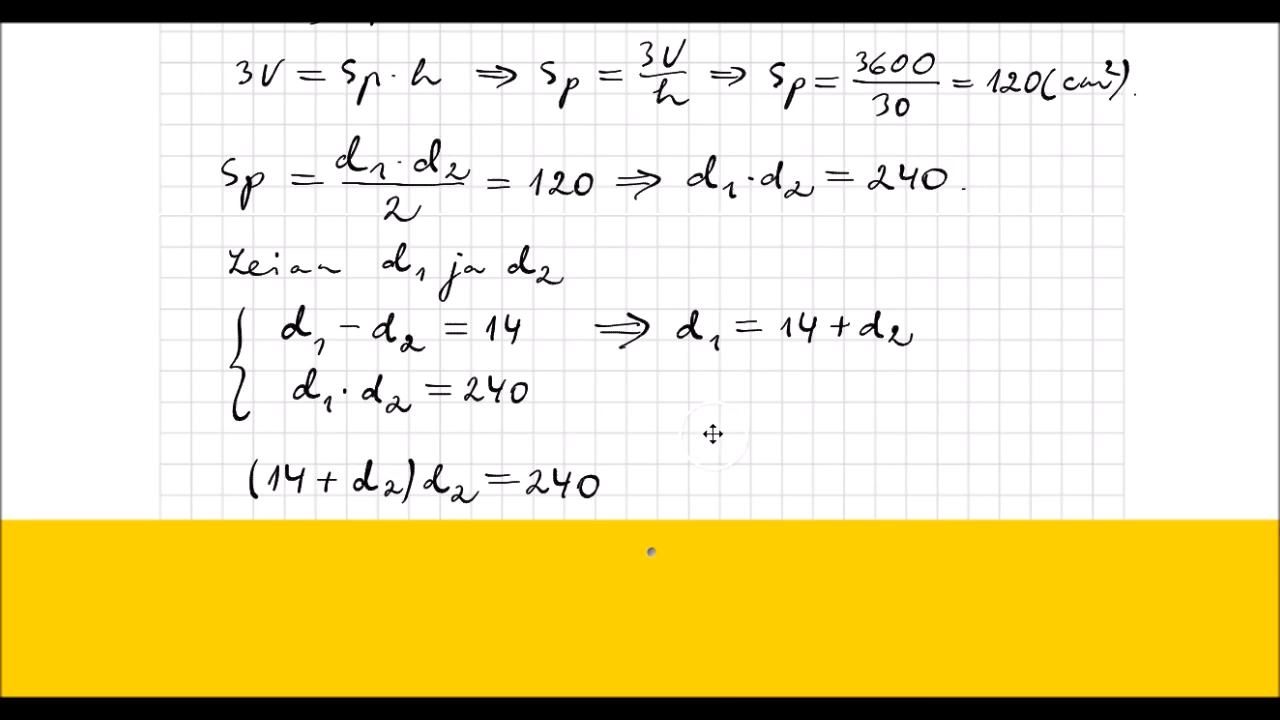 3V = Sp · h ⇒ Sp = 3V/h ⇒ Sp = 3600/30 = 120 (cm²).
Sp = d₁ · d₂/2 = 120 ⇒ d₁ · d₂ = 240.
Leian d₁ ja d₂
{ d₁ − d₂ = 14 ⇒ d₁ = 14 + d₂
d₁ · d₂ = 240
(14 + d₂) d₂ = 240